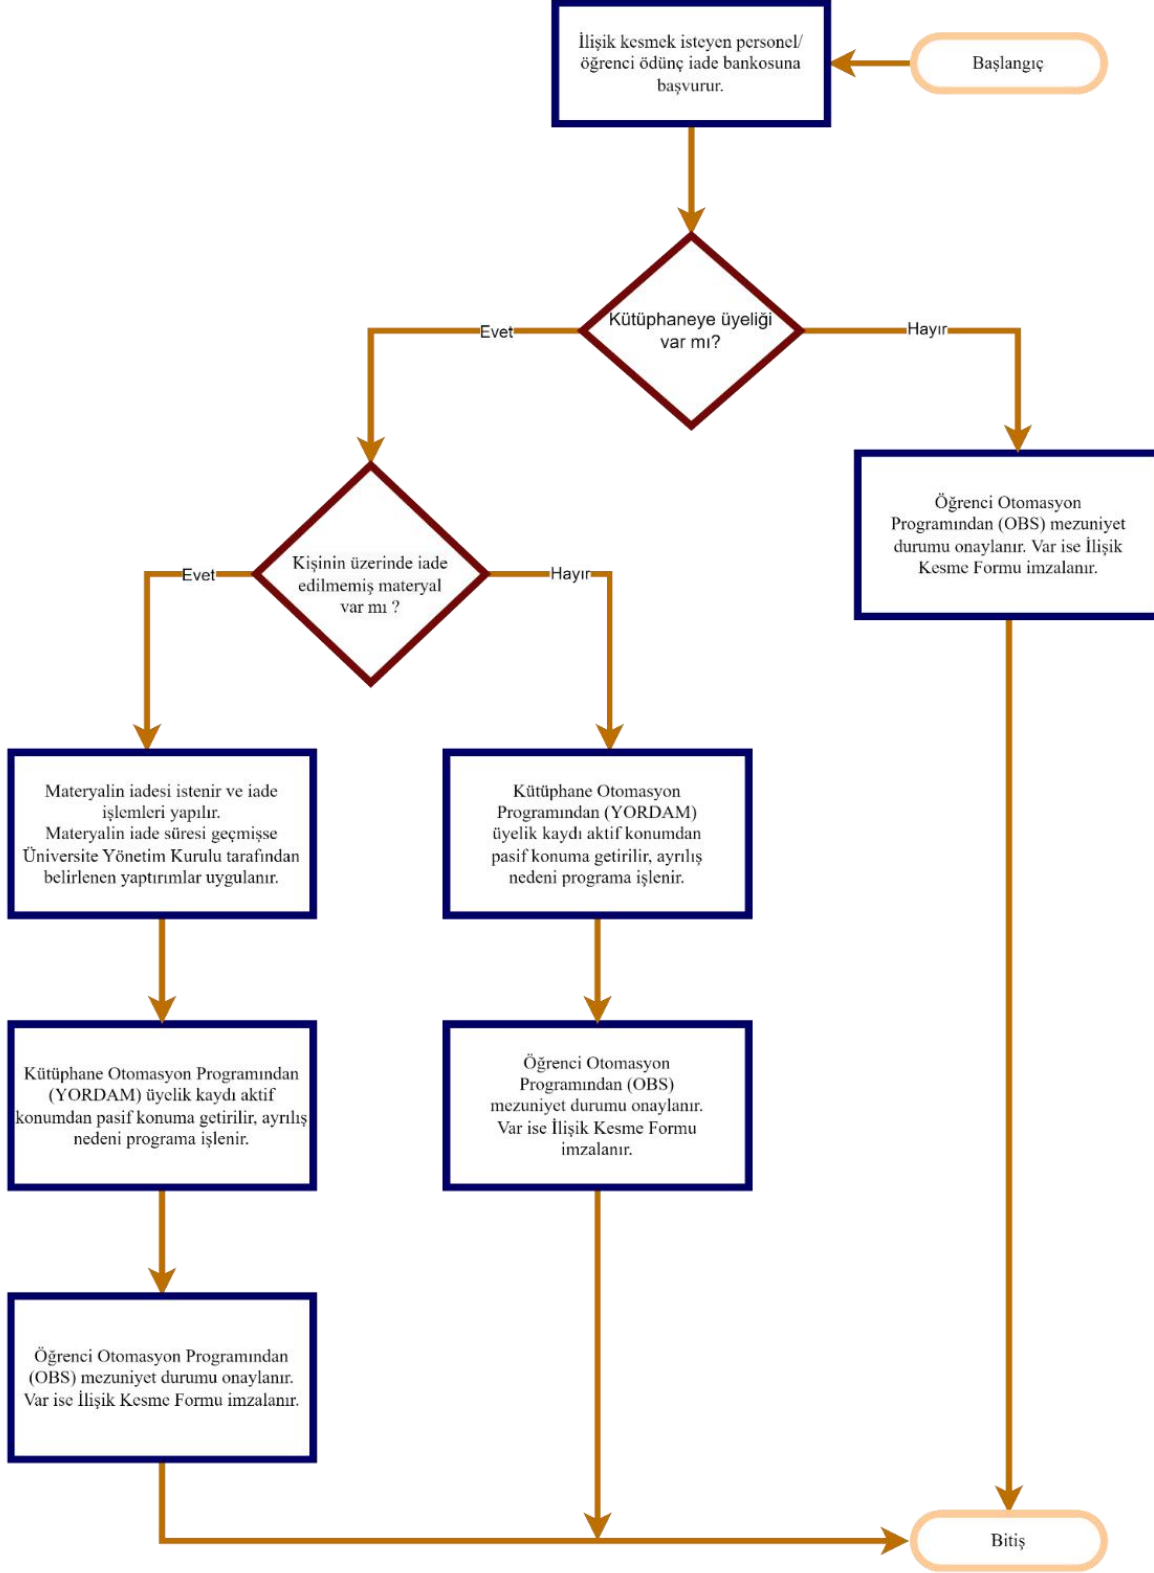 İlişik kesmek isteyen personel/
öğrenci ödünç iade bankosuna
başvurur.
Başlangıç
Kütüphaneye üyeliği
var mı?
Evet
Hayır
Öğrenci Otomasyon
Programından (OBS) mezuniyet
durumu onaylanır. Var ise İlişik
Kesme Formu imzalanır.
Kişinin üzerinde iade
edilmemiş materyal
var mı ?
Evet
Hayır
Materyalin iadesi istenir ve iade
işlemleri yapılır.
Materyalin iade süresi geçmişse
Üniversite Yönetim Kurulu tarafından
belirlenen yaptırımlar uygulanır.
Kütüphane Otomasyon
Programından (YORDAM)
üyelik kaydı aktif konumdan
pasif konuma getirilir, ayrılış
nedeni programa işlenir.
Kütüphane Otomasyon Programından
(YORDAM) üyelik kaydı aktif
konumdan pasif konuma getirilir, ayrılış
nedeni programa işlenir.
Öğrenci Otomasyon
Programından (OBS)
mezuniyet durumu onaylanır.
Var ise İlişik Kesme Formu
imzalanır.
Öğrenci Otomasyon Programından
(OBS) mezuniyet durumu onaylanır.
Var ise İlişik Kesme Formu imzalanır.
Bitiş